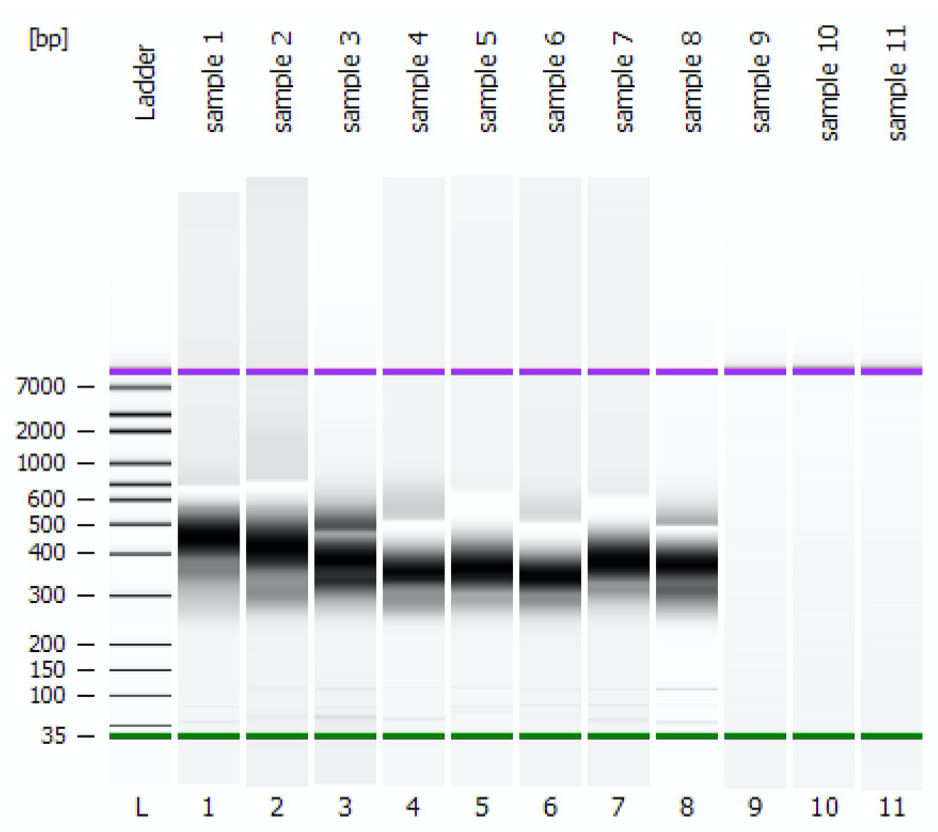 [bp]
Ladder
sample 1
sample 2
sample 3
sample 4
sample 5
sample 6
sample 7
sample 8
sample 9
sample 10
sample 11
7000
2000
1000
600
500
400
300
200
150
100
35
L 1 2 3 4 5 6 7 8 9 10 11